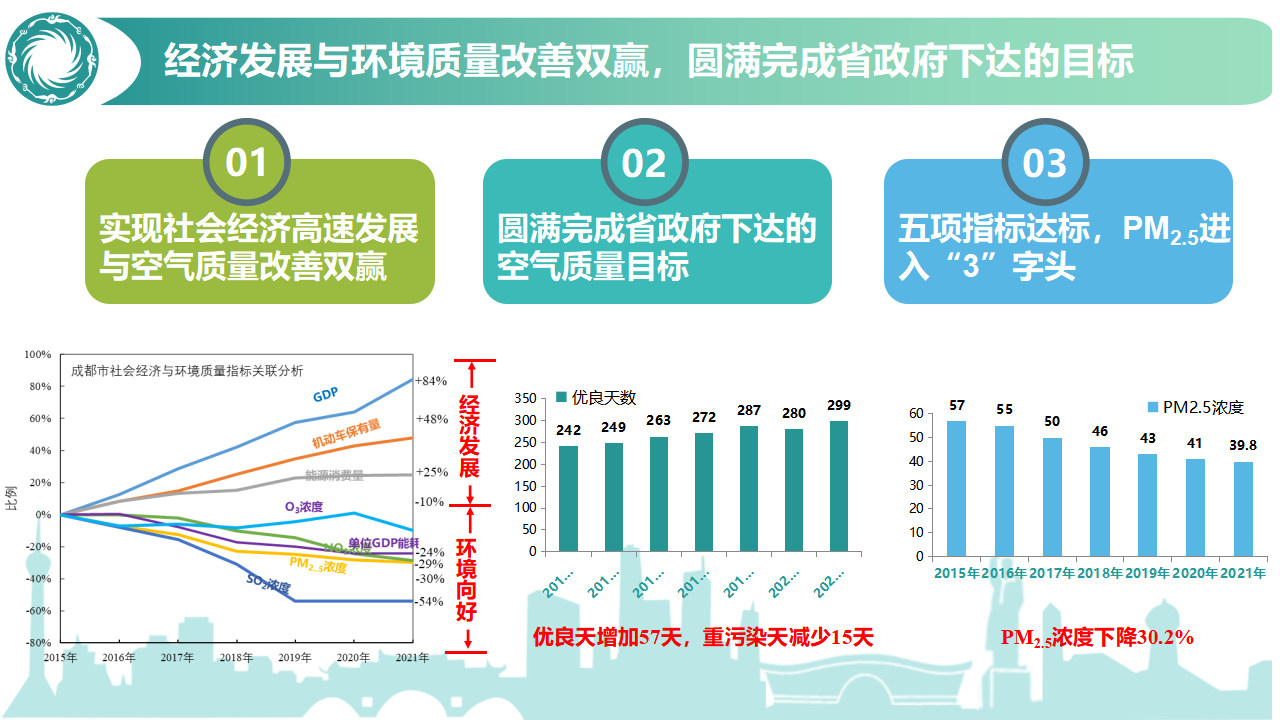 经济发展与环境质量改善双赢，圆满完成省政府下达的目标
01
实现社会经济高速发展
与空气质量改善双赢
02
圆满完成省政府下达的
空气质量目标
03
五项指标达标，PM2.5进
入“3”字头
成都市社会经济与环境质量指标关联分析
比例
100%
80%
60%
40%
20%
0%
-20%
-40%
-60%
-80%
2015年 2016年 2017年 2018年 2019年 2020年 2021年
GDP
机动车保有量
能源消费量
O3浓度
单位GDP能耗
NO2浓度
PM2.5浓度
SO2浓度
+84%
+48%
+25%
-10%
-24%
-29%
-30%
-54%
经济发展
环境向好
优良天数
350
300
250
200
150
100
50
0
242 249 263 272 287 280 299
201... 201... 201... 201... 201... 202... 202...
优良天增加57天，重污染天减少15天
PM2.5浓度
60
50
40
30
20
10
0
57 55 50 46 43 41 39.8
2015年 2016年 2017年 2018年 2019年 2020年 2021年
PM2.5浓度下降30.2%